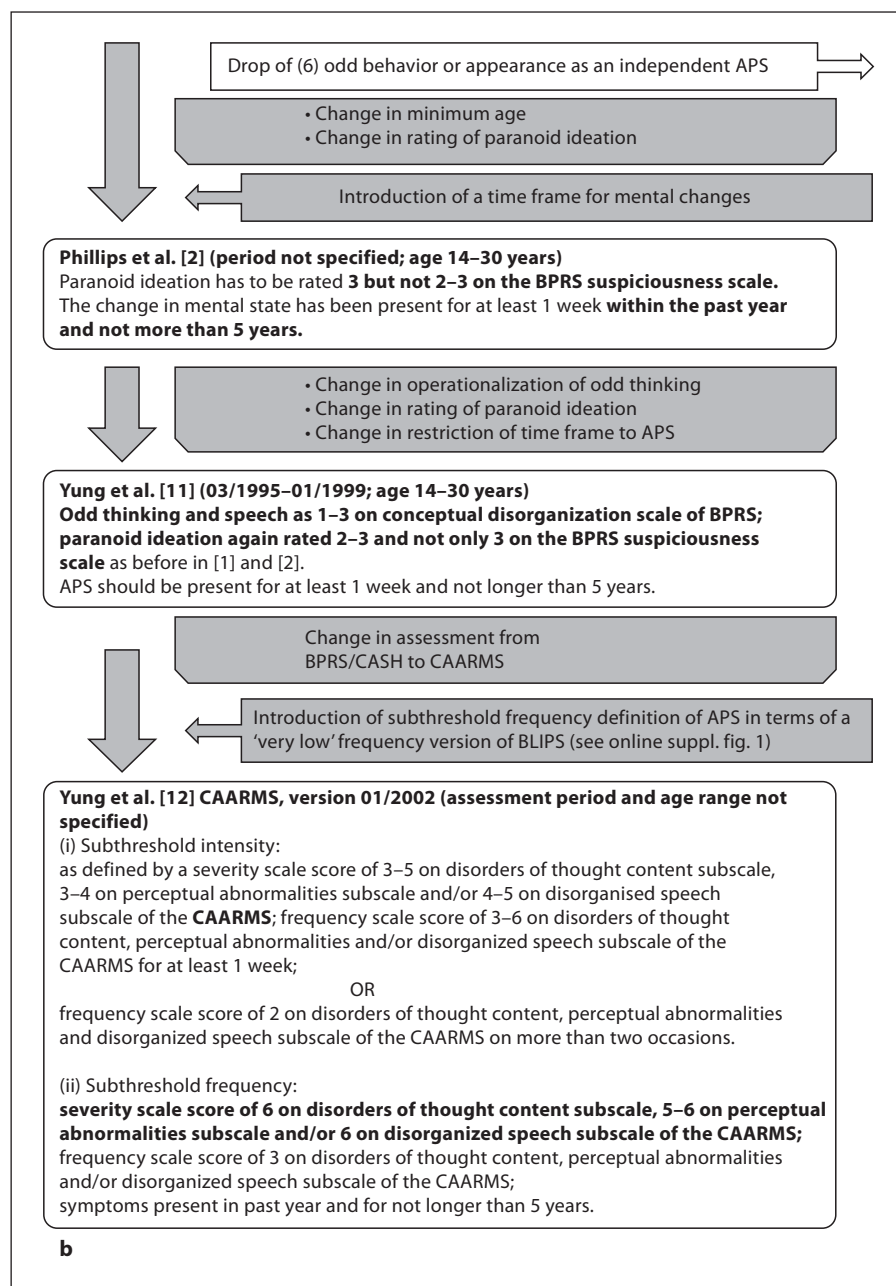 Drop of (6) odd behavior or appearance as an independent APS
• Change in minimum age
• Change in rating of paranoid ideation
Introduction of a time frame for mental changes
Phillips et al. [2] (period not specified; age 14–30 years)
Paranoid ideation has to be rated 3 but not 2–3 on the BPRS suspiciousness scale.
The change in mental state has been present for at least 1 week within the past year
and not more than 5 years.
• Change in operationalization of odd thinking
• Change in rating of paranoid ideation
• Change in restriction of time frame to APS
Yung et al. [11] (03/1995–01/1999; age 14–30 years)
Odd thinking and speech as 1–3 on conceptual disorganization scale of BPRS;
paranoid ideation again rated 2–3 and not only 3 on the BPRS suspiciousness
scale as before in [1] and [2].
APS should be present for at least 1 week and not longer than 5 years.
Change in assessment from
BPRS/CASH to CAARMS
Introduction of subthreshold frequency definition of APS in terms of a
‘very low’ frequency version of BLIPS (see online suppl. fig. 1)
Yung et al. [12] CAARMS, version 01/2002 (assessment period and age range not
specified)
(i) Subthreshold intensity:
as defined by a severity scale score of 3–5 on disorders of thought content subscale,
3–4 on perceptual abnormalities subscale and/or 4–5 on disorganised speech
subscale of the CAARMS; frequency scale score of 3–6 on disorders of thought
content, perceptual abnormalities and/or disorganized speech subscale of the
CAARMS for at least 1 week;
OR
frequency scale score of 2 on disorders of thought content, perceptual abnormalities
and disorganized speech subscale of the CAARMS on more than two occasions.
(ii) Subthreshold frequency:
severity scale score of 6 on disorders of thought content subscale, 5–6 on perceptual
abnormalities subscale and/or 6 on disorganized speech subscale of the CAARMS;
frequency scale score of 3 on disorders of thought content, perceptual abnormalities
and/or disorganized speech subscale of the CAARMS;
symptoms present in past year and for not longer than 5 years.
b